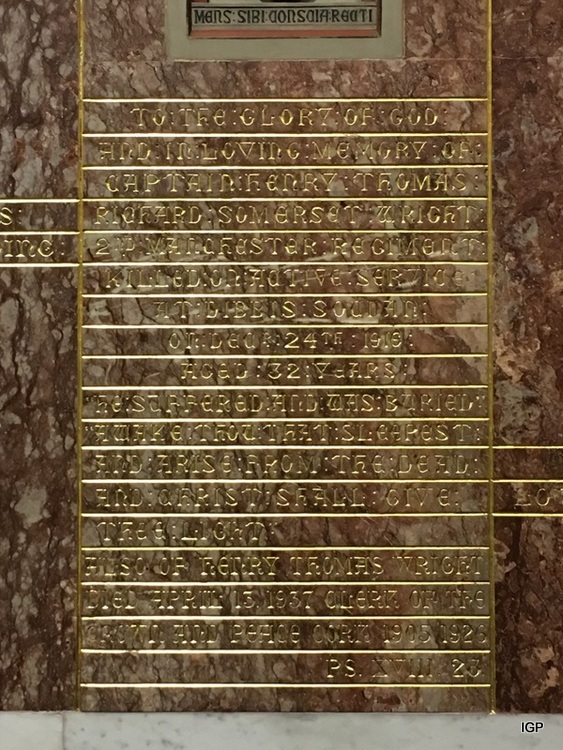 MENS: SIBI CONSCIA RECTI
TO:THE:GLORY:OF:GOD:
AND:IN:LOVING:MEMORY:OF:
CAPTAIN:HENRY:THOMAS:
RICHARD:SOMERSET:WRIGHT:
2ND:MANCHESTER:REGIMENT:
KILLED:ON:ACTIVE:SERVICE:
AT:DIBBIS:SOUDAN:
ON:DECR:24TH:1919:
AGED:32:YEARS:
"HE:SUFFERED:AND:WAS:BURIED"
"AWAKE:THOU:THAT:SLEEPEST:
AND:ARISE:FROM:THE:DEAD:
AND:CHRIST:SHALL:GIVE:
THEE:LIGHT:
ALSO OF HENRY THOMAS WRIGHT
DIED APRIL 13, 1937 CLERK OF THE
CROWN AND PEACE CORK 1905 1926
PS. XVIII 28
S:
ING:
IGP